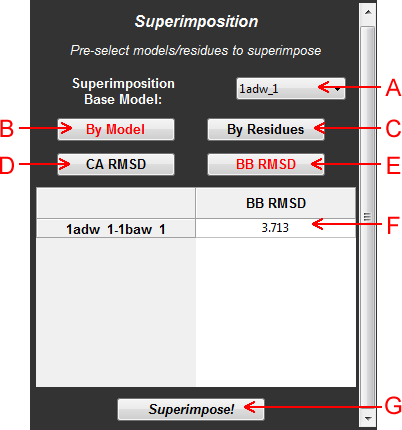 Superimposition
Pre-select models/residues to superimpose
Superimposition
Base Model:
1adw_1
A
B
By Model
By Residues
C
D
CA RMSD
BB RMSD
E
BB RMSD
1adw_1-1baw_1
3.713
F
Superimpose!
G